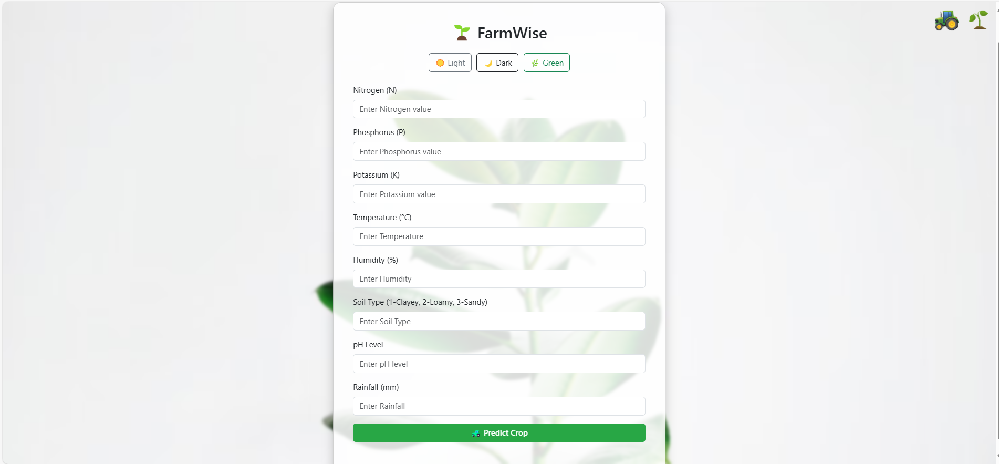 FarmWise
Light Dark Green
Nitrogen (N)
Enter Nitrogen value
Phosphorus (P)
Enter Phosphorus value
Potassium (K)
Enter Potassium value
Temperature (°C)
Enter Temperature
Humidity (%)
Enter Humidity
Soil Type (1-Clayey, 2-Loamy, 3-Sandy)
Enter Soil Type
pH Level
Enter pH level
Rainfall (mm)
Enter Rainfall
Predict Crop